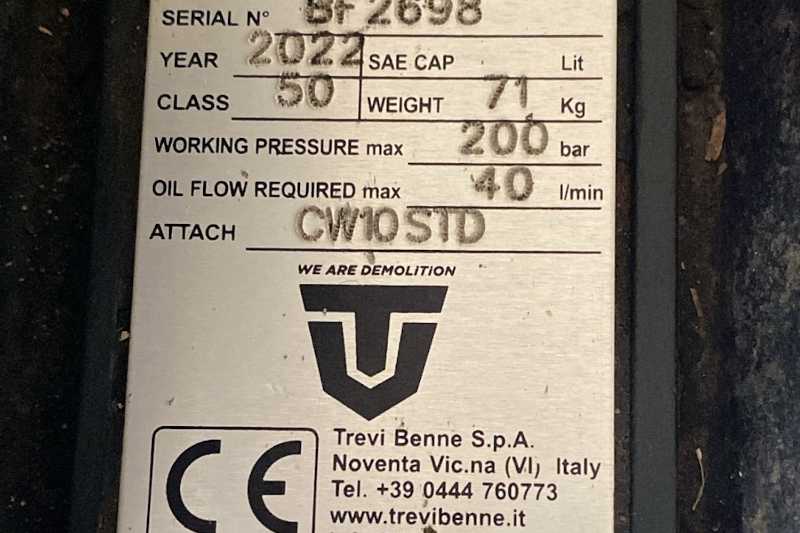 SERIAL N° BF2698
YEAR 2022 SAE CAP Lit
CLASS 50 WEIGHT 71 Kg
WORKING PRESSURE max 200 bar
OIL FLOW REQUIRED max 40 l/min
ATTACH CW10STD
WE ARE DEMOLITION
CE
Trevi Benne S.p.A.
Noventa Vic.na (VI) Italy
Tel. +39 0444 760773
www.trevibenne.it